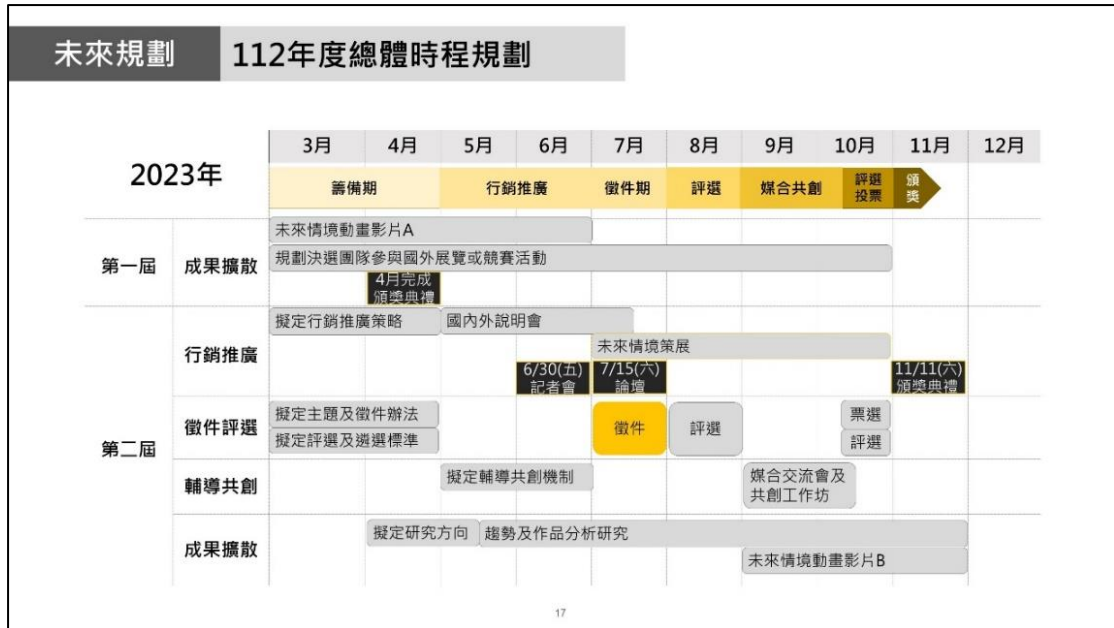 未來規劃 112年度總體時程規劃
2023年
3月 4月 5月 6月 7月 8月 9月 10月 11月 12月
籌備期 行銷推廣 徵件期 評選 媒合共創 評選 頒
投票 獎
第一屆 成果擴散
未來情境動畫影片A
規劃決選團隊參與國外展覽或競賽活動
4月完成
頒獎典禮
第二屆
行銷推廣
擬定行銷推廣策略 國內外說明會
未來情境策展
6/30(五) 7/15(六) 11/11(六)
記者會 論壇 頒獎典禮
徵件評選
擬定主題及徵件辦法 徵件 評選 票選
擬定評選及遴選標準 評選
輔導共創
擬定輔導共創機制 媒合交流會及
共創工作坊
成果擴散
擬定研究方向 趨勢及作品分析研究
未來情境動畫影片B
17